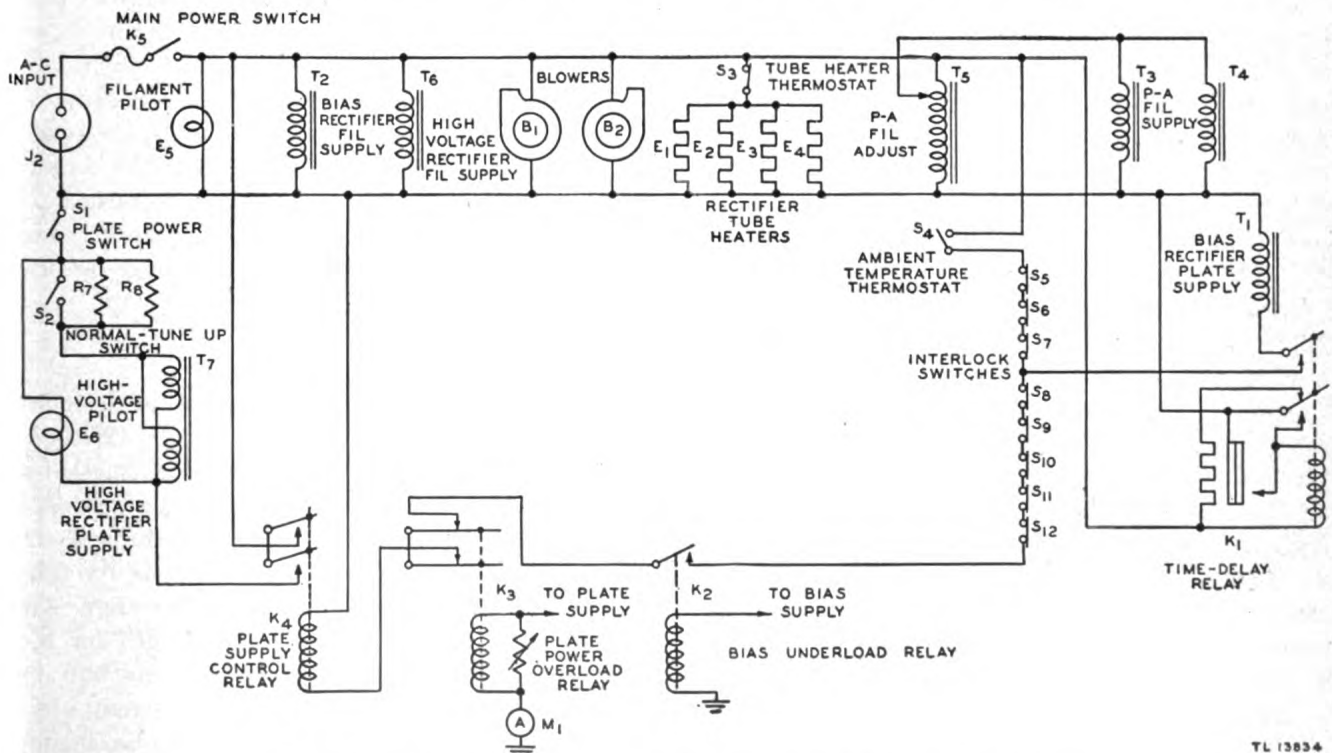 MAIN POWER SWITCH
K5
A-C
INPUT
J2
FILAMENT
PILOT
E5
T2
BIAS
RECTIFIER
FIL
SUPPLY
T6
HIGH
VOLTAGE
RECTIFIER
FIL SUPPLY
BLOWERS
B1
B2
S3
TUBE HEATER
THERMOSTAT
E1
E2
E3
E4
RECTIFIER
TUBE
HEATERS
T5
P-A
FIL
ADJUST
T3
P-A
FIL
SUPPLY
T4
S1
PLATE POWER
SWITCH
R7
R8
S2
NORMAL-TUNE UP
SWITCH
T7
HIGH-
VOLTAGE
PILOT
E6
HIGH
VOLTAGE
RECTIFIER
PLATE
SUPPLY
S4
AMBIENT
TEMPERATURE
THERMOSTAT
S5
S6
S7
INTERLOCK
SWITCHES
S8
S9
S10
S11
S12
T1
BIAS
RECTIFIER
PLATE
SUPPLY
K1
TIME-DELAY
RELAY
K4
PLATE
SUPPLY
CONTROL
RELAY
K3
TO PLATE
SUPPLY
PLATE
POWER
OVERLOAD
RELAY
A
M1
K2
TO BIAS
SUPPLY
BIAS UNDERLOAD RELAY
TL 13834